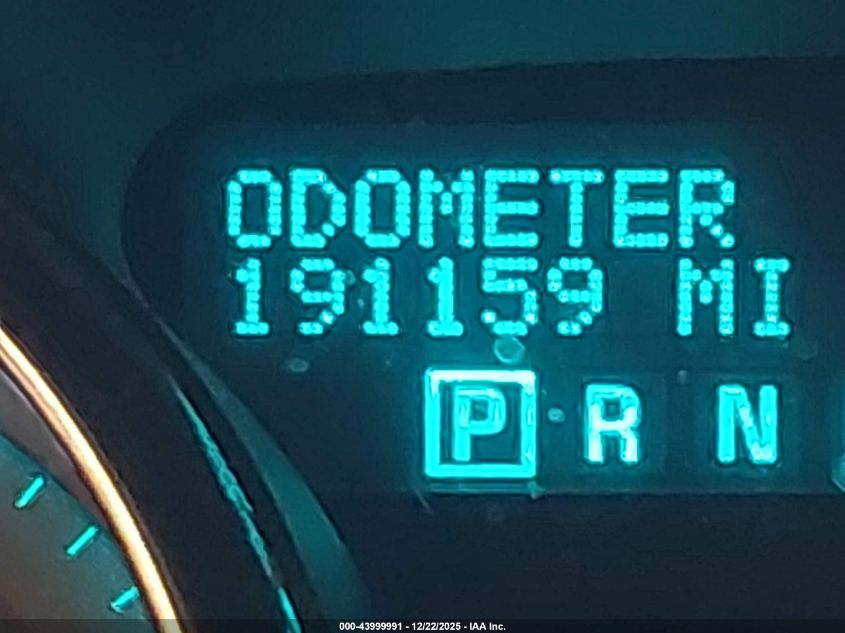 ODOMETER
191159 MI
P R N
000-43999991 - 12/22/2025 - IAA Inc.